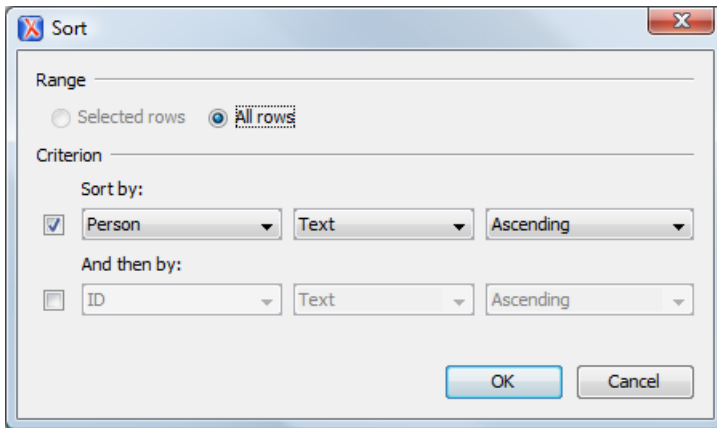 Sort
Range
Selected rows All rows
Criterion
Sort by:
Person Text Ascending
And then by:
ID Text Ascending
OK Cancel